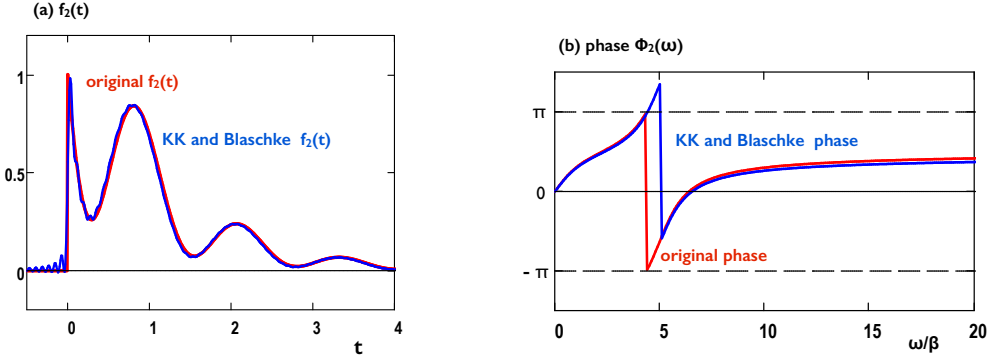 (a) f₂(t)
original f₂(t)
KK and Blaschke f₂(t)
1
0.5
0
0 1 2 3 4
t
(b) phase Φ₂(ω)
π
0
- π
KK and Blaschke phase
original phase
0 5 10 15 20
ω/β